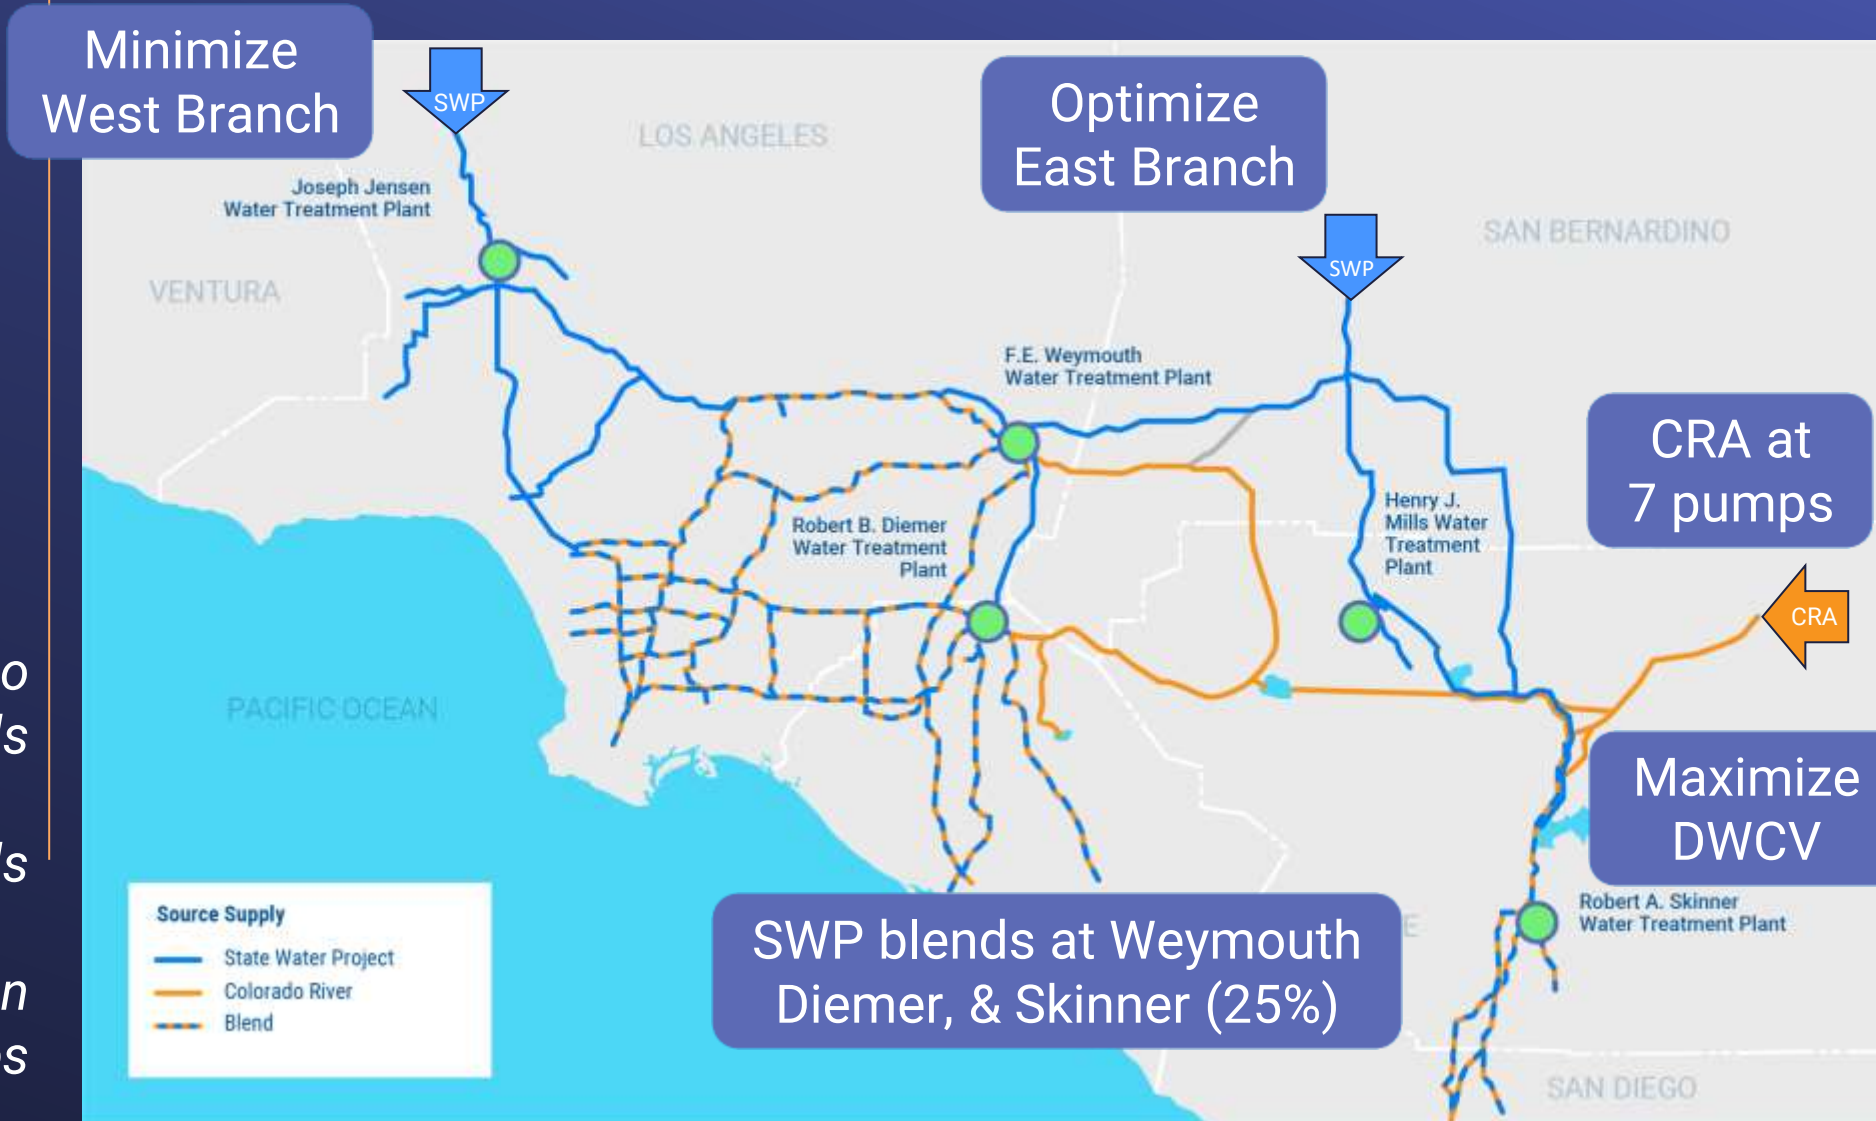 Minimize
West Branch
SWP
LOS ANGELES
Optimize
East Branch
Joseph Jensen
Water Treatment Plant
SAN BERNARDINO
SWP
VENTURA
F.E. Weymouth
Water Treatment Plant
CRA at
7 pumps
Henry J.
Mills Water
Treatment
Plant
Robert B. Diemer
Water Treatment
Plant
CRA
o
ls
PACIFIC OCEAN
Maximize
DWCV
ls
Source Supply
State Water Project
Colorado River
Blend
SWP blends at Weymouth
Diemer, & Skinner (25%)
E
Robert A. Skinner
Water Treatment Plant
n
es
SAN DIEGO